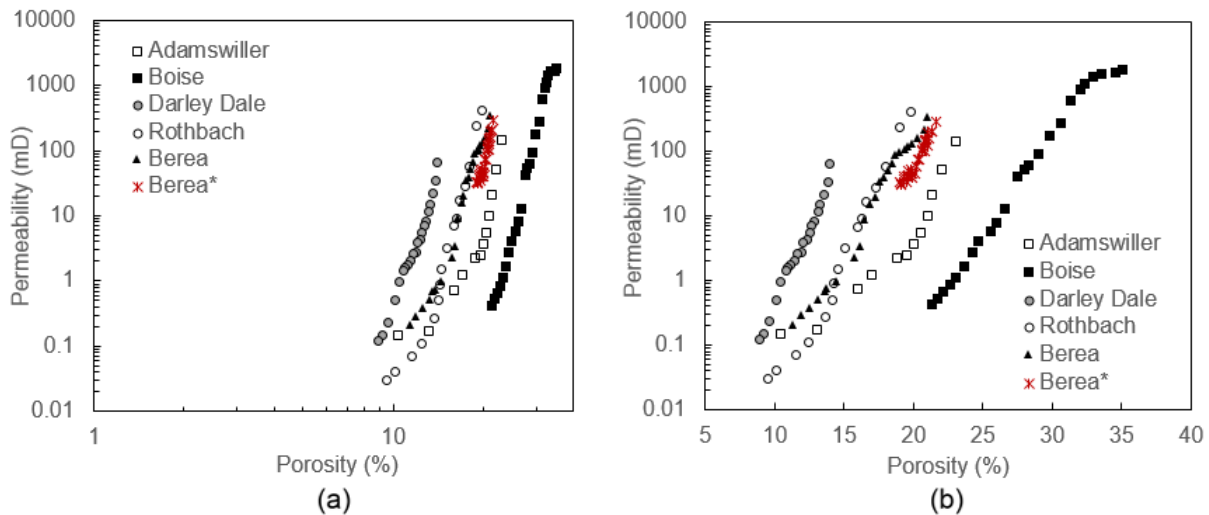 10000
1000
100
10
1
0.1
0.01
Permeability (mD)
Adamswiller
Boise
Darley Dale
Rothbach
Berea
Berea*
1
10
Porosity (%)
(a)
10000
1000
100
10
1
0.1
0.01
Permeability (mD)
Adamswiller
Boise
Darley Dale
Rothbach
Berea
Berea*
5
10
15
20
25
30
35
40
Porosity (%)
(b)